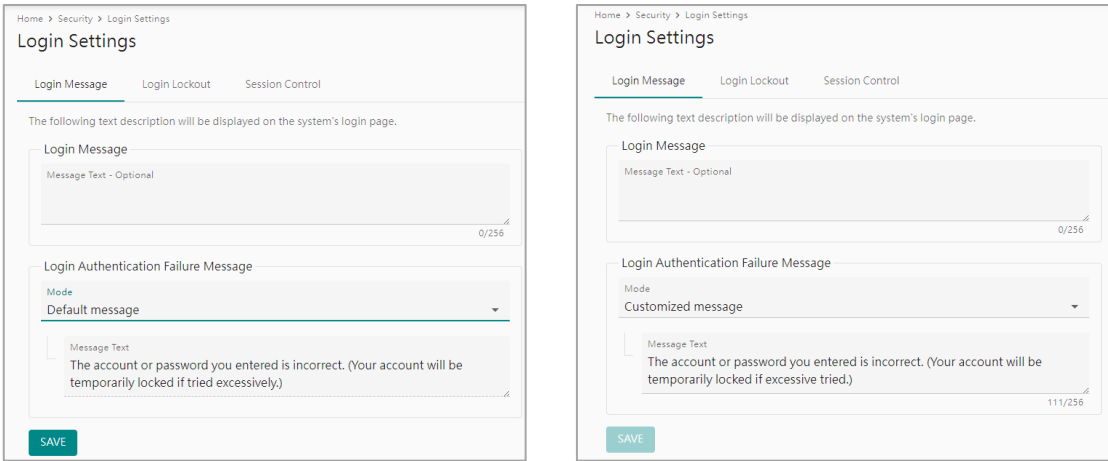 Home > Security > Login Settings
Login Settings
Login Message Login Lockout Session Control
The following text description will be displayed on the system's login page.
Login Message
Message Text - Optional
0/256
Login Authentication Failure Message
Mode
Default message
Message Text
The account or password you entered is incorrect. (Your account will be
temporarily locked if tried excessively.)
SAVE
Home > Security > Login Settings
Login Settings
Login Message Login Lockout Session Control
The following text description will be displayed on the system's login page.
Login Message
Message Text - Optional
0/256
Login Authentication Failure Message
Mode
Customized message
Message Text
The account or password you entered is incorrect. (Your account will be
temporarily locked if excessive tried.)
111/256
SAVE